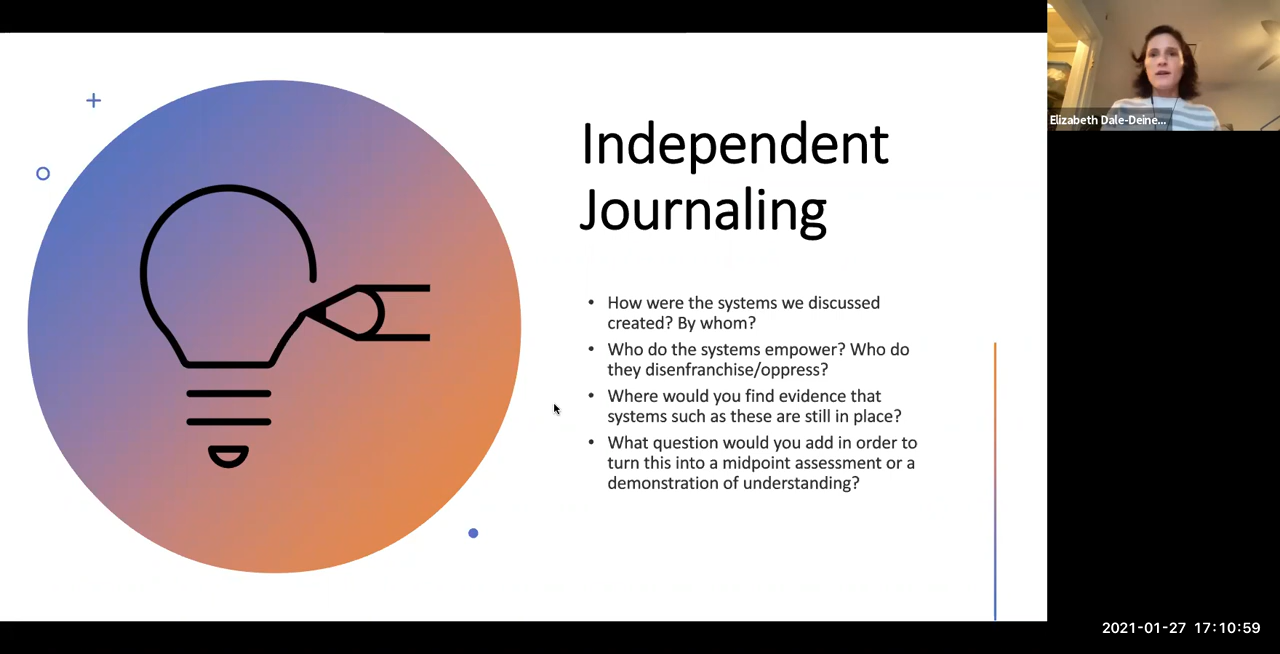 Independent
Journaling
• How were the systems we discussed
created? By whom?
• Who do the systems empower? Who do
they disenfranchise/oppress?
• Where would you find evidence that
systems such as these are still in place?
• What question would you add in order to
turn this into a midpoint assessment or a
demonstration of understanding?
Elizabeth Dale-Deine...
2021-01-27 17:10:59